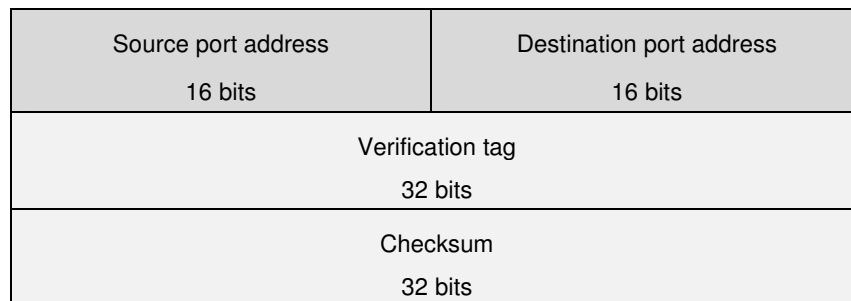 Source port address
Destination port address
16 bits
16 bits
Verification tag
32 bits
Checksum
32 bits